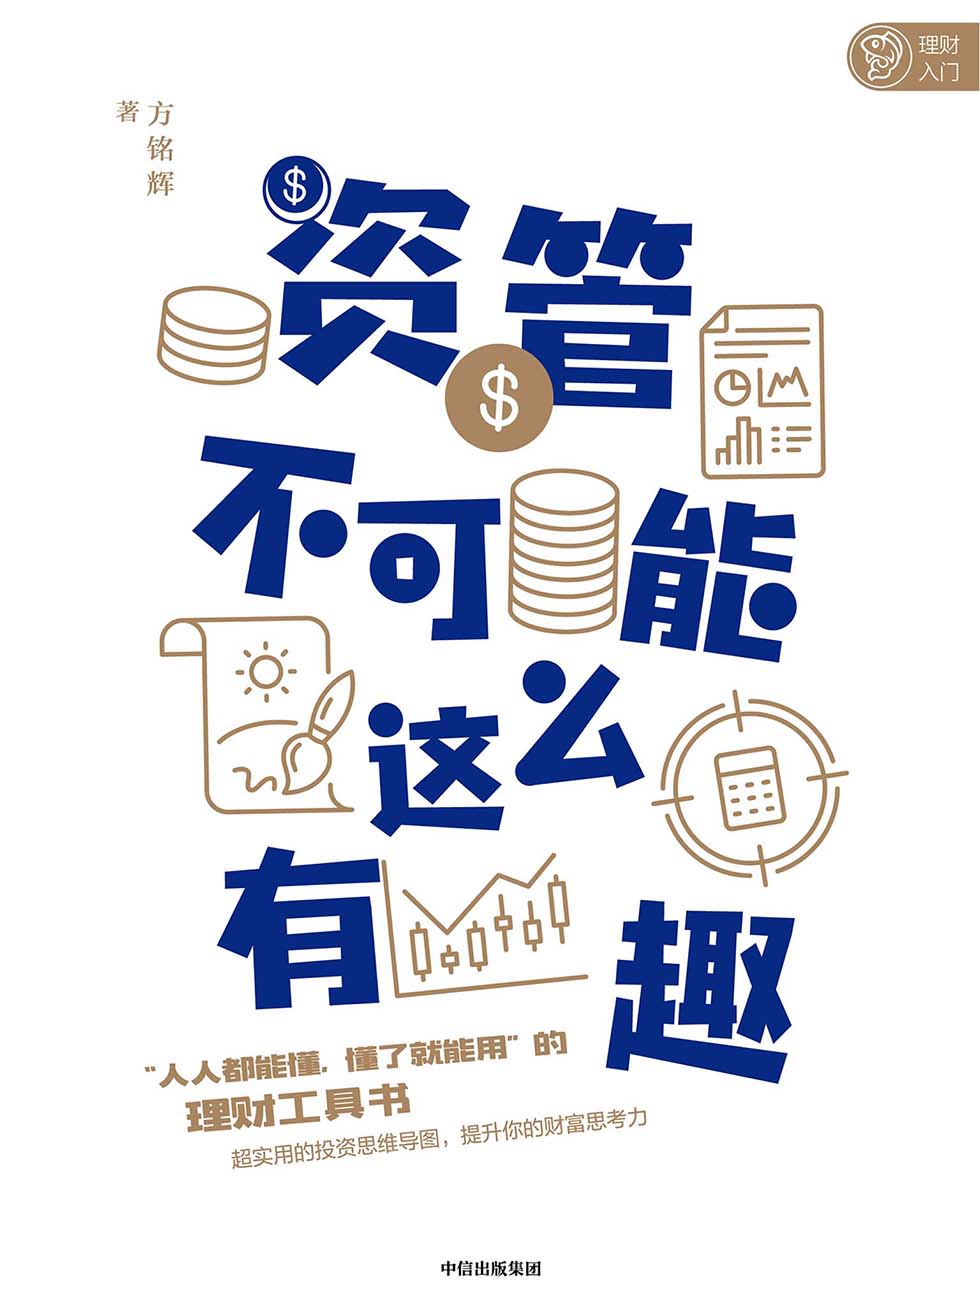 理财
入门
方铭辉
著
资管
不可能
这么
有趣
“人人都能懂，懂了就能用”的
理财工具书
超实用的投资思维导图，提升你的财富思考力
中信出版集团
$
$